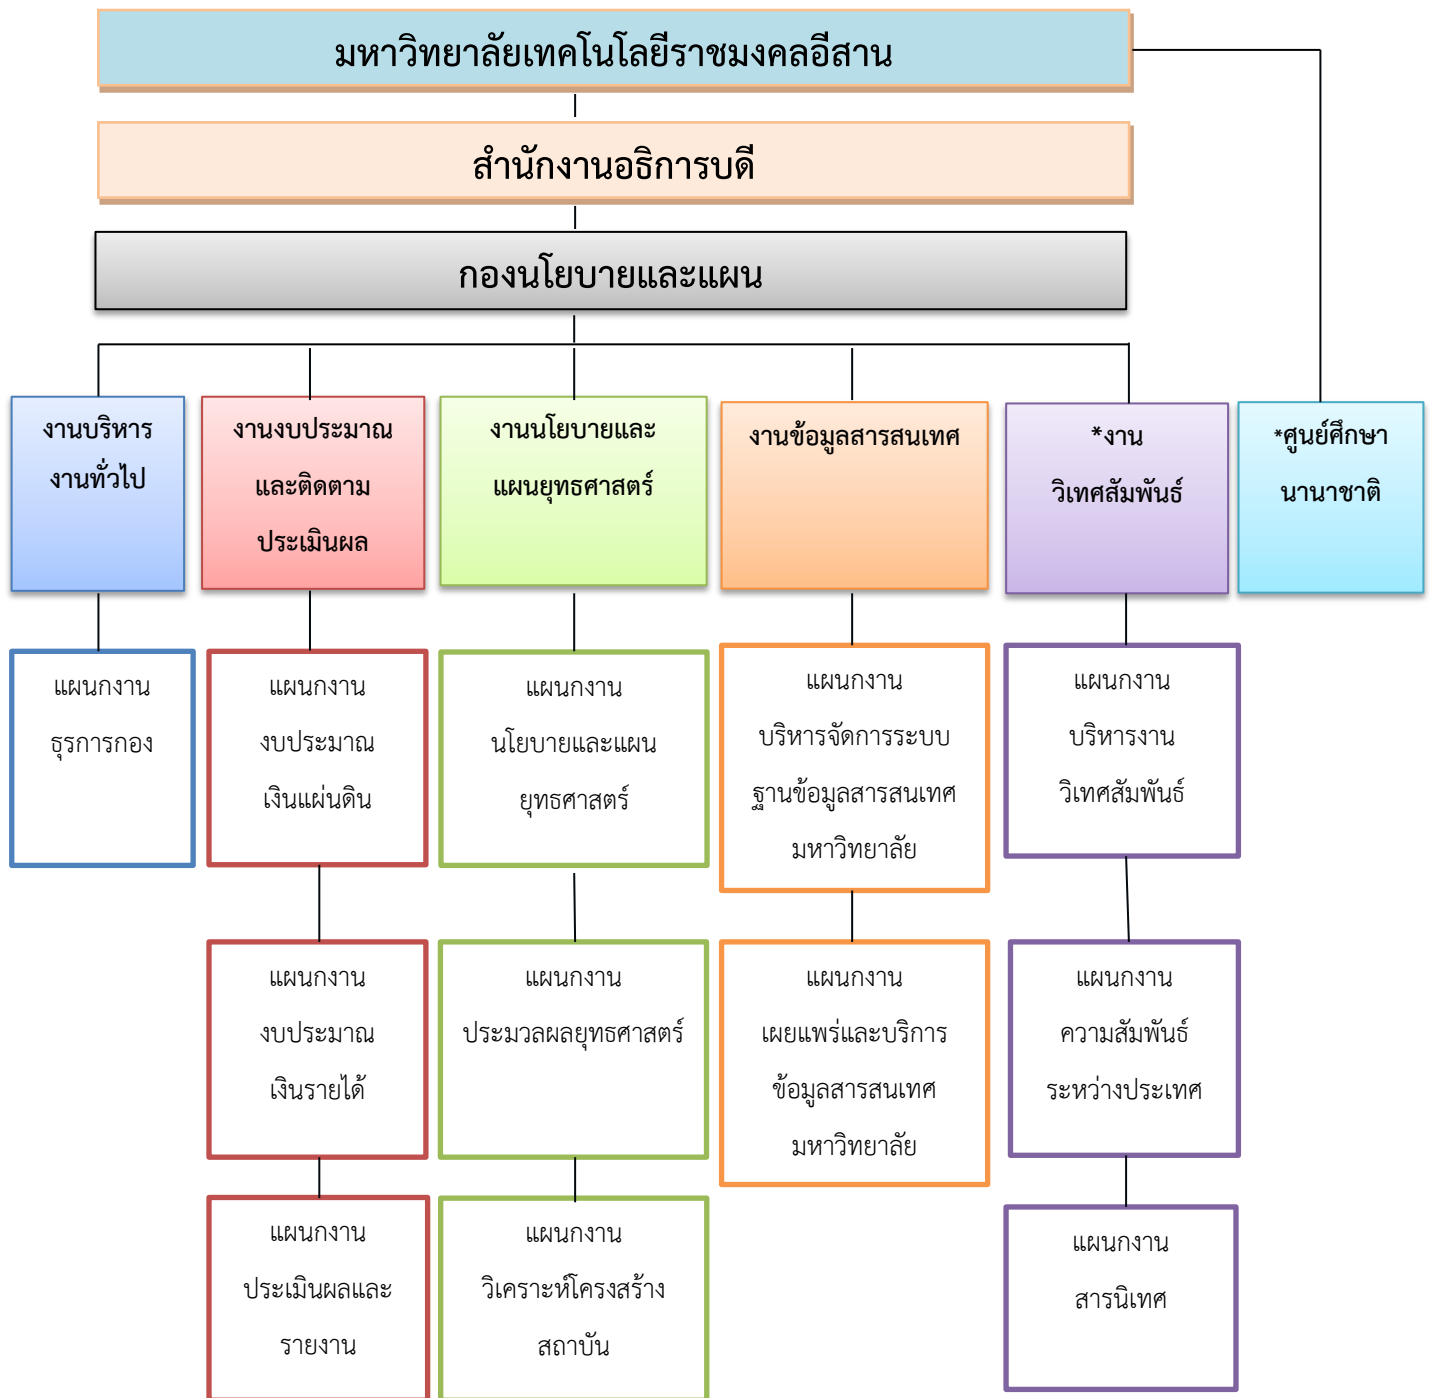 มหาวิทยาลัยเทคโนโลยีราชมงคลอีสาน
สำนักงานอธิการบดี
กองนโยบายและแผน
งานบริหาร
งานทั่วไป
งานงบประมาณ
และติดตาม
ประเมินผล
งานนโยบายและ
แผนยุทธศาสตร์
งานข้อมูลสารสนเทศ
*งาน
วิเทศสัมพันธ์
*ศูนย์ศึกษา
นานาชาติ
แผนกงาน
ธุรการกอง
แผนกงาน
งบประมาณ
เงินแผ่นดิน
แผนกงาน
นโยบายและแผน
ยุทธศาสตร์
แผนกงาน
บริหารจัดการระบบ
ฐานข้อมูลสารสนเทศ
มหาวิทยาลัย
แผนกงาน
บริหารงาน
วิเทศสัมพันธ์
แผนกงาน
งบประมาณ
เงินรายได้
แผนกงาน
ประมวลผลยุทธศาสตร์
แผนกงาน
เผยแพร่และบริการ
ข้อมูลสารสนเทศ
มหาวิทยาลัย
แผนกงาน
ความสัมพันธ์
ระหว่างประเทศ
แผนกงาน
ประเมินผลและ
รายงาน
แผนกงาน
วิเคราะห์โครงสร้าง
สถาบัน
แผนกงาน
สารนิเทศ